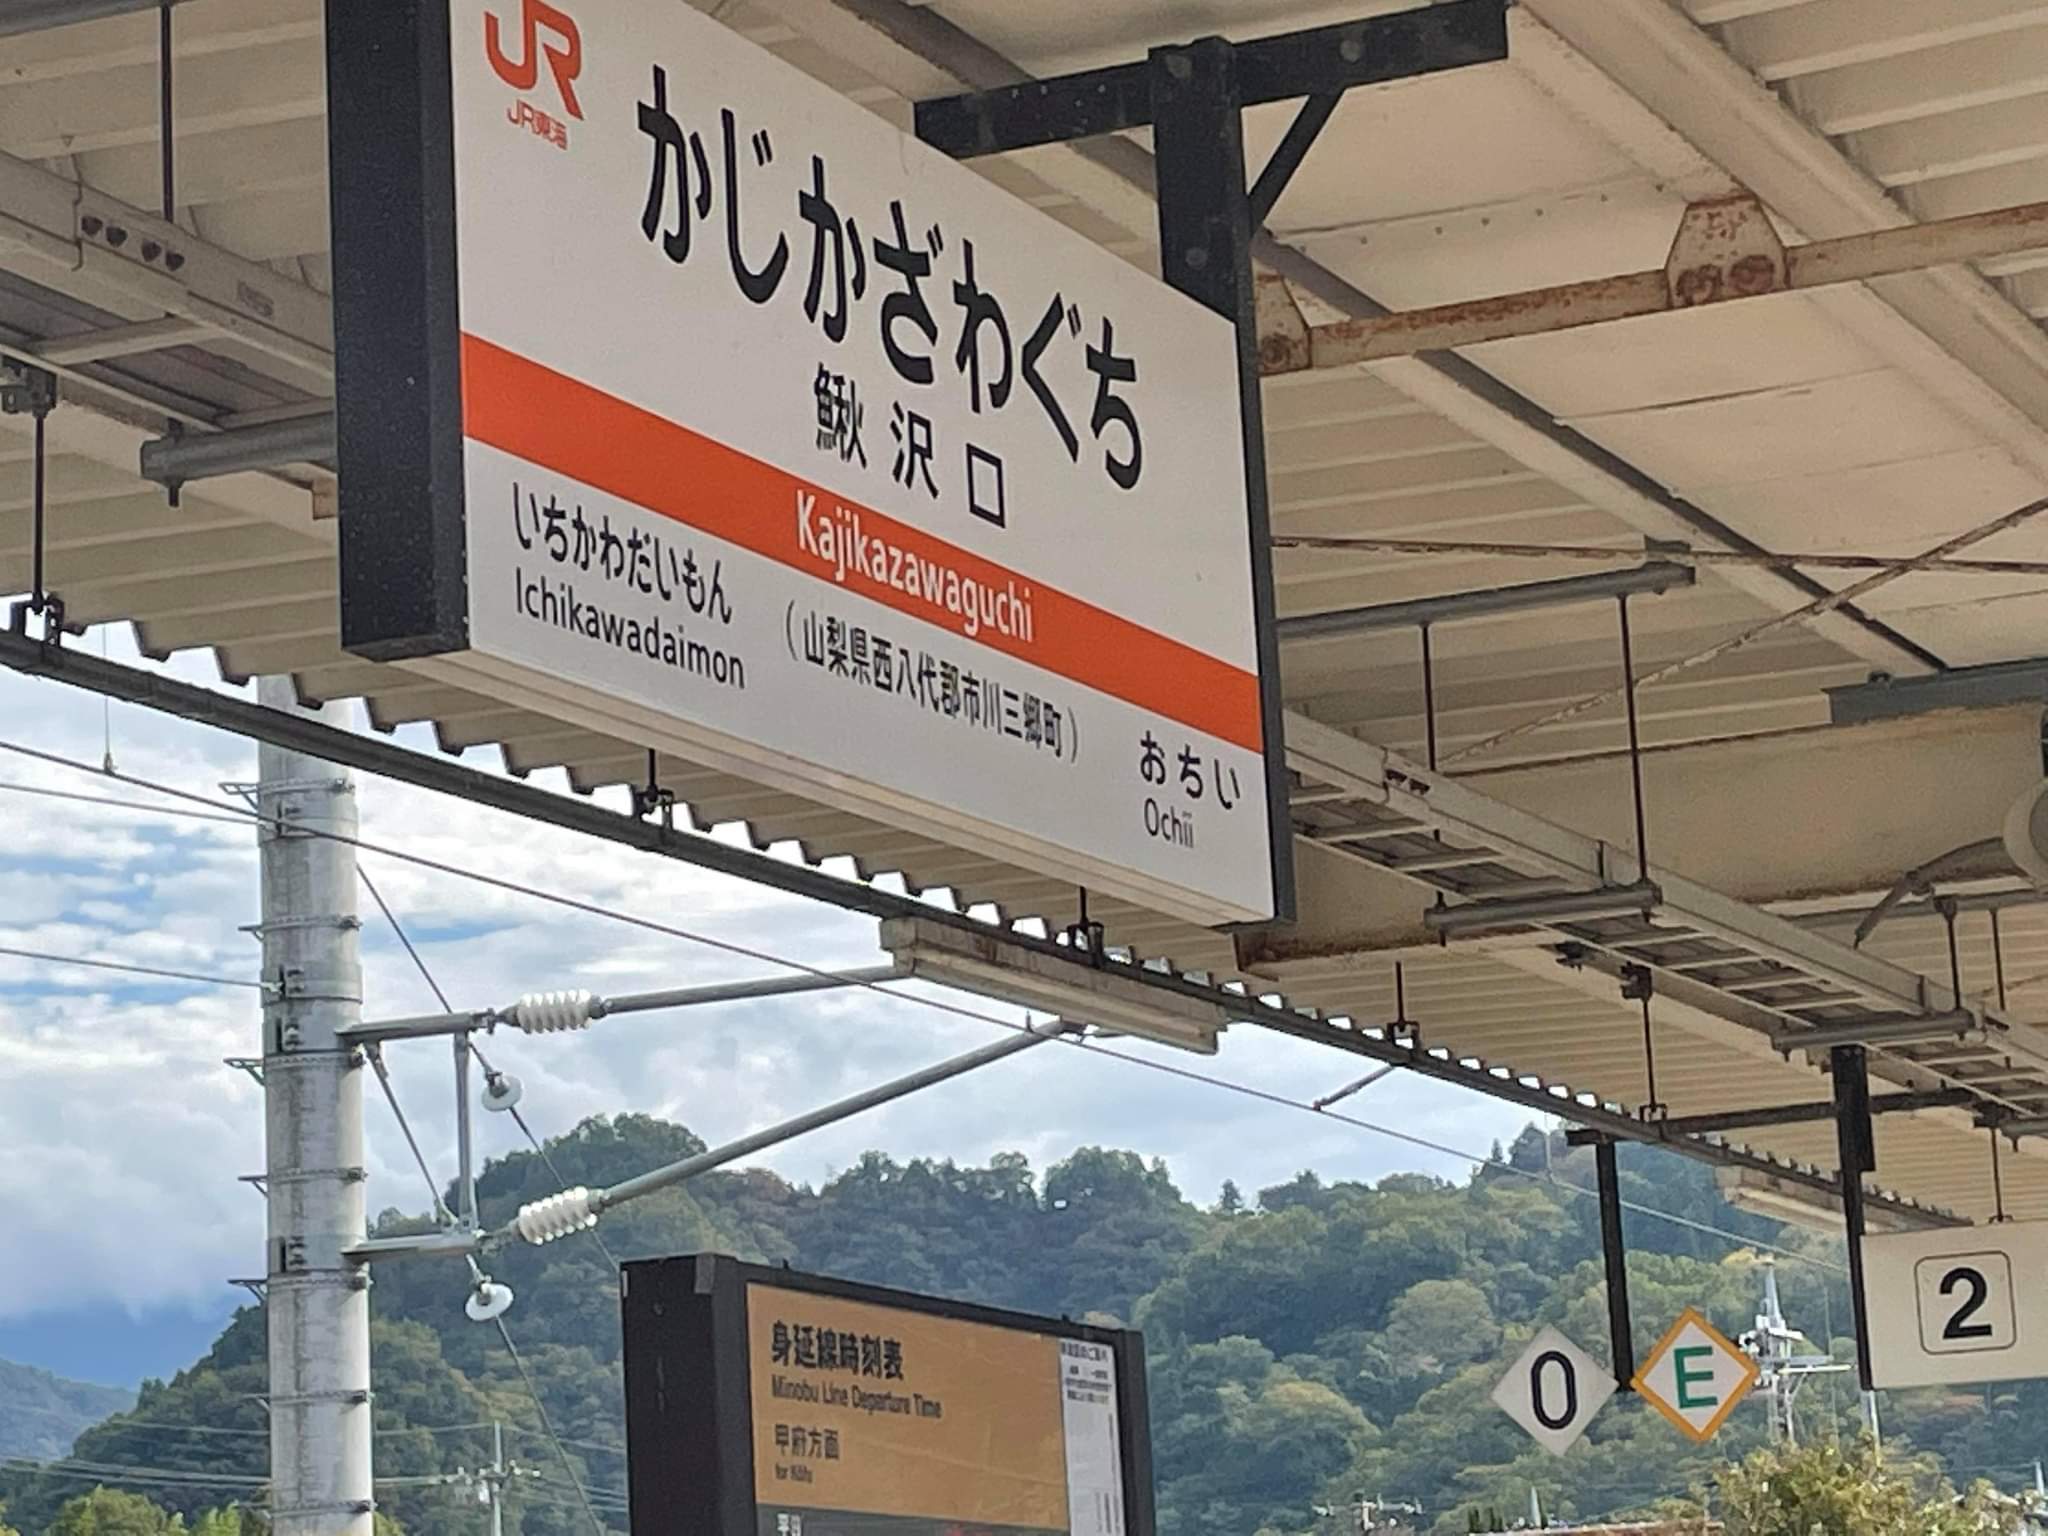 JR
JR東海
かじかざわぐち
鰍沢口
Kajikazawaguchi
いちかわだいもん
Ichikawadaimon
(山梨県西八代郡市川三郷町)
おちい
Ochii
2
0
E
身延線時刻表
Minobu Line Departure Time
甲府方面
for Kōfu
平日